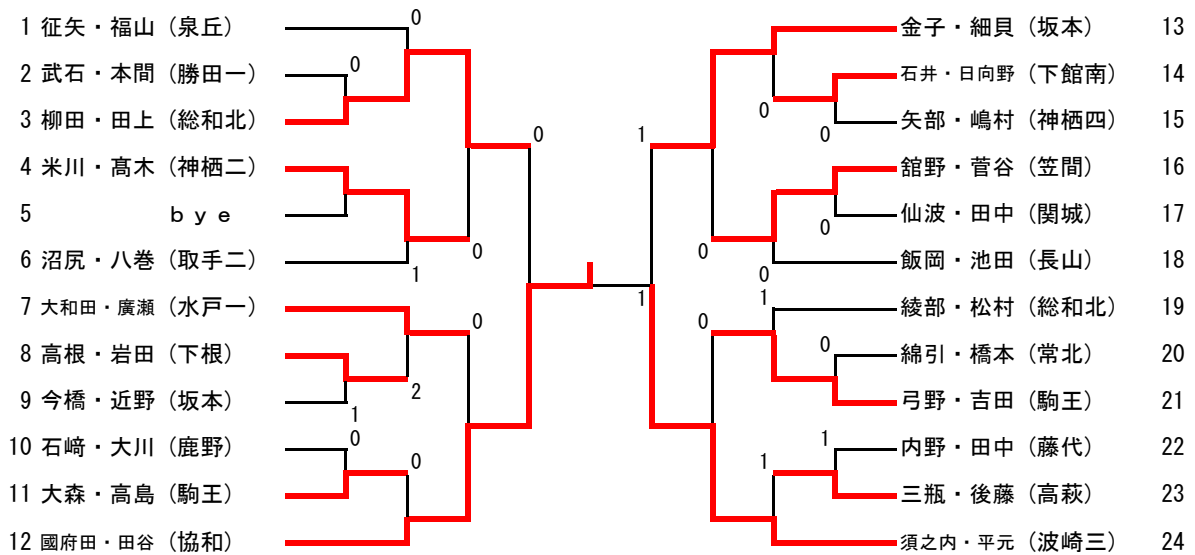 1 征矢・福山（泉丘）
0
2 武石・本間（勝田一）
0
3 柳田・田上（総和北）
0
4 米川・髙木（神栖二）
5 ｂｙｅ
0
6 沼尻・八巻（取手二）
1
7 大和田・廣瀬（水戸一）
0
8 高根・岩田（下根）
2
9 今橋・近野（坂本）
1
10 石﨑・大川（鹿野）
0
0
11 大森・高島（駒王）
12 國府田・田谷（協和）
金子・細貝（坂本） 13
石井・日向野（下館南） 14
0
矢部・嶋村（神栖四） 15
0
1
舘野・菅谷（笠間） 16
仙波・田中（関城） 17
0
0
飯岡・池田（長山） 18
0
1
1
綾部・松村（総和北） 19
0
綿引・橋本（常北） 20
0
弓野・吉田（駒王） 21
内野・田中（藤代） 22
1
1
三瓶・後藤（高萩） 23
須之内・平元（波崎三） 24